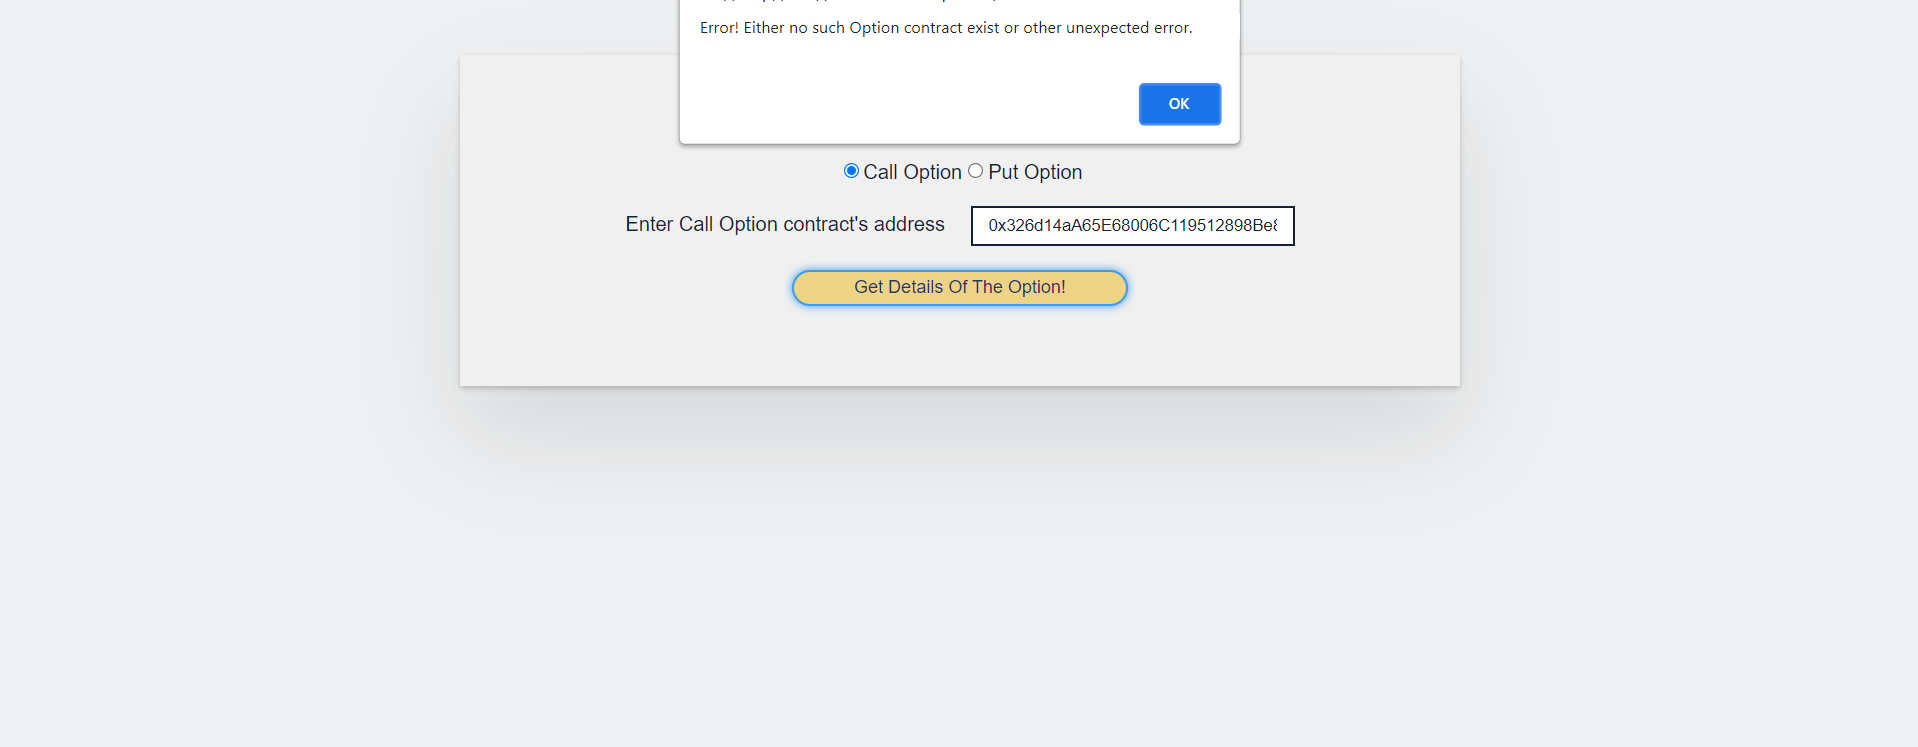 Error! Either no such Option contract exist or other unexpected error.
OK
Call Option Put Option
Enter Call Option contract's address 0x326d14aA65E68006C119512898Be
Get Details Of The Option!